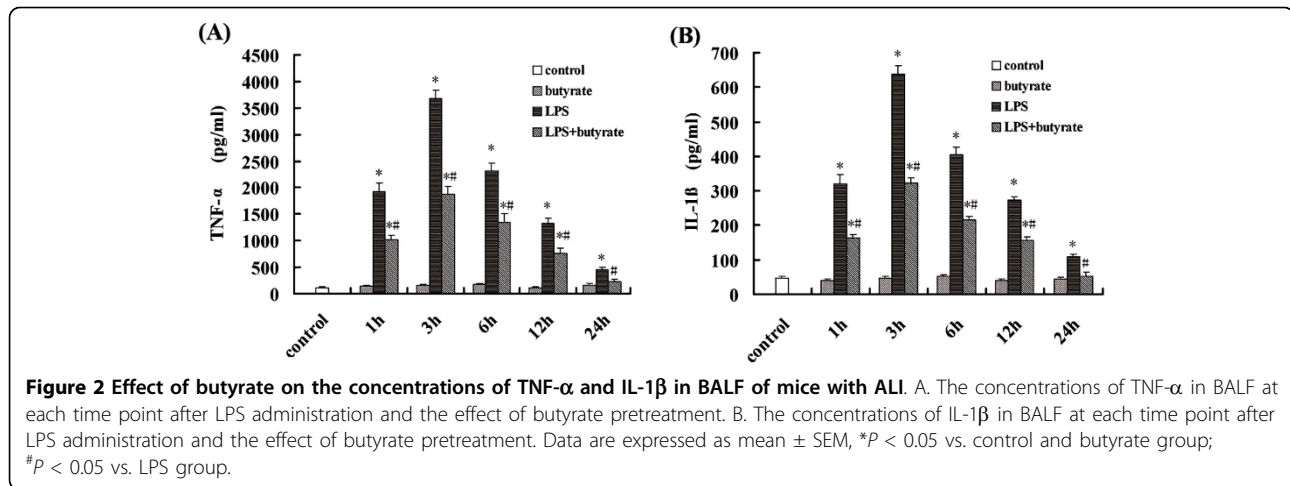 (A)
4500
4000
3500
3000
2500
2000
1500
1000
500
0
TNF-α (pg/ml)
control
butyrate
LPS
LPS+butyrate
*
*#
*
*#
*
*#
*
*#
*
#
control
1h
3h
6h
12h
24h
(B)
700
600
500
400
300
200
100
0
IL-1ß (pg/ml)
control
butyrate
LPS
LPS+butyrate
*
*#
*
*#
*
*#
*
*#
*
#
control
1h
3h
6h
12h
24h
Figure 2 Effect of butyrate on the concentrations of TNF-α and IL-1β in BALF of mice with ALI. A. The concentrations of TNF-α in BALF at
each time point after LPS administration and the effect of butyrate pretreatment. B. The concentrations of IL-1β in BALF at each time point after
LPS administration and the effect of butyrate pretreatment. Data are expressed as mean ± SEM, *P < 0.05 vs. control and butyrate group;
#P < 0.05 vs. LPS group.